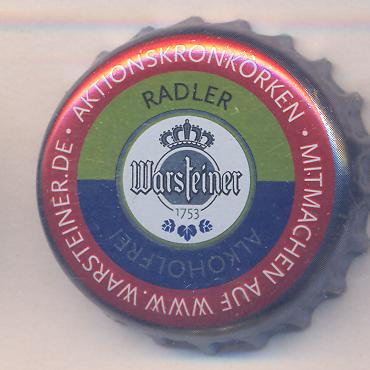 AKTIONSKRONKORKEN • MITMACHEN AUF WWW.WARSTEINER.DE •
RADLER
Warsteiner
1753
ALKOHOLFREI